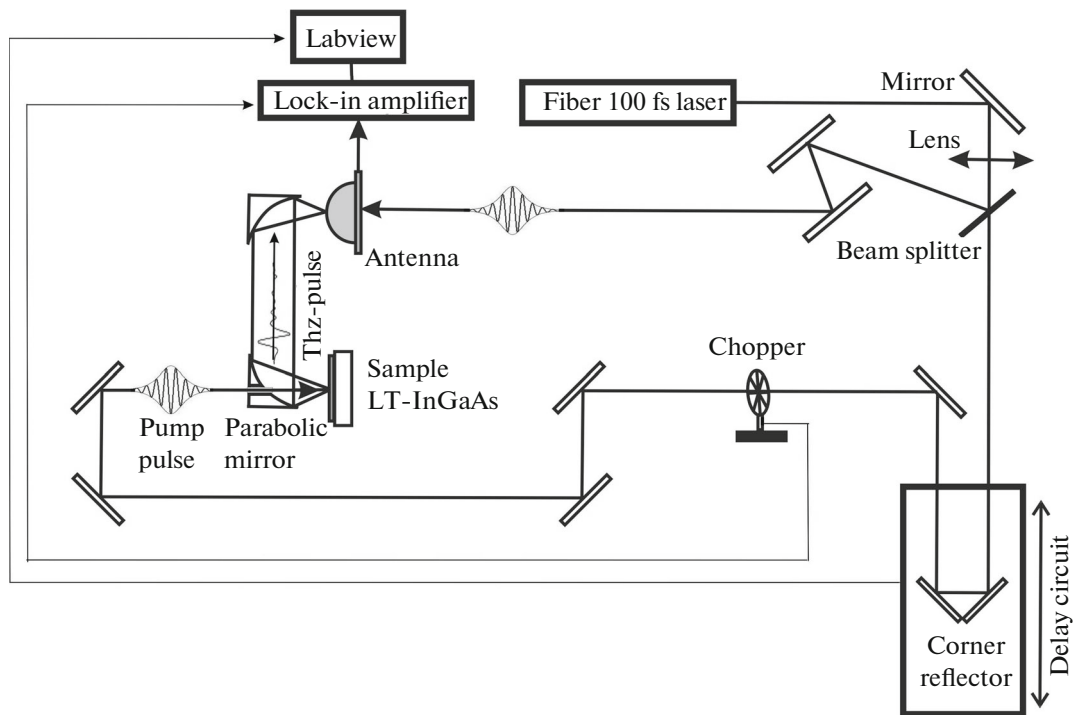 Labview
Lock-in amplifier
Fiber 100 fs laser
Mirror
Lens
Beam splitter
Antenna
Thz-pulse
Sample
LT-InGaAs
Chopper
Pump
pulse
Parabolic
mirror
Corner
reflector
Delay circuit